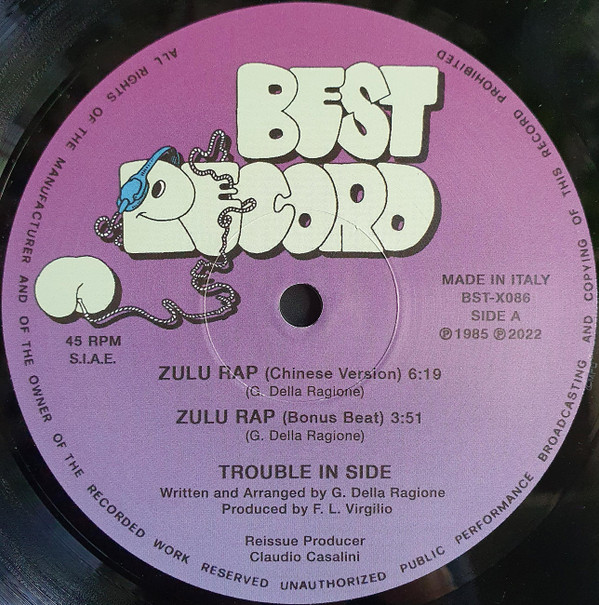 BEST
RECORD
MADE IN ITALY
BST-X086
SIDE A
℗1985 ℗2022
45 RPM
S.I.A.E.
ZULU RAP (Chinese Version) 6:19
(G. Della Ragione)
ZULU RAP (Bonus Beat) 3:51
(G. Della Ragione)
TROUBLE IN SIDE
Written and Arranged by G. Della Ragione
Produced by F. L. Virgilio
Reissue Producer
Claudio Casalini
ALL RIGHTS OF THE MANUFACTURER AND OF THE OWNER OF THE RECORDED WORK RESERVED UNAUTHORIZED PUBLIC PERFORMANCE BROADCASTING AND COPYING OF THIS RECORD PROHIBITED